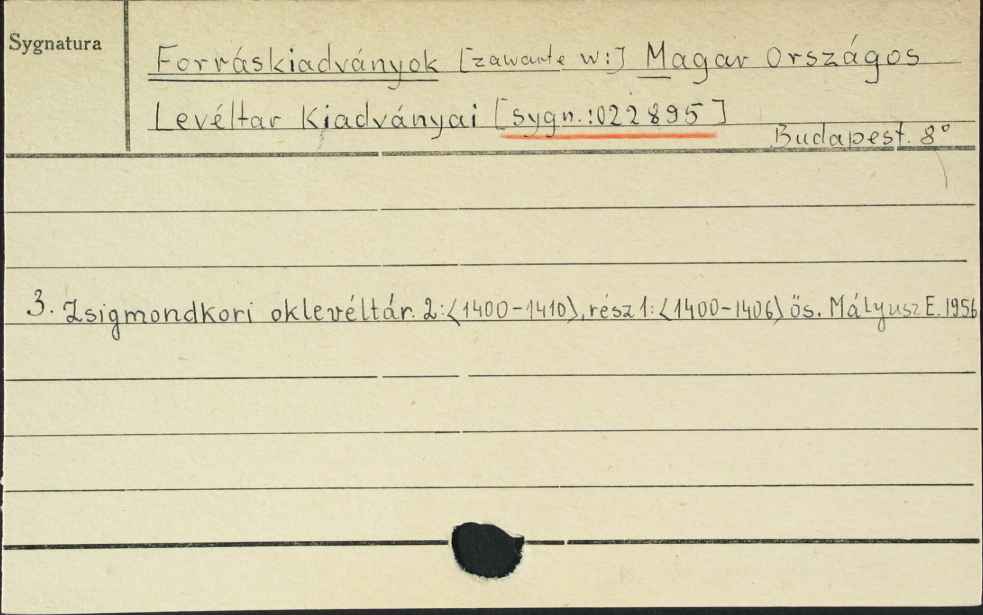 Sygnatura
Forráskiadványok [zawarte w:] Magar Országos
Levéltar Kiadványai [sygn.:022895]
Budapest. 8°
3. Zsigmondkori oklevéltár. 2:<1400-1410>, rész 1:<1400-1406> ös. Mályusz E. 1956